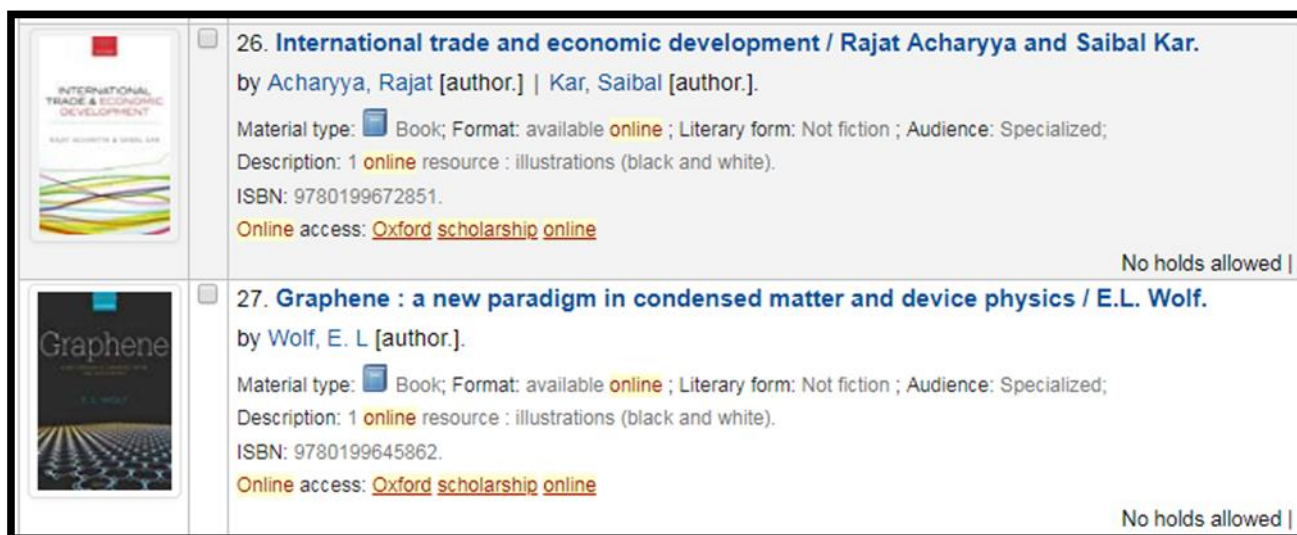 INTERNATIONAL
TRADE & ECONOMIC
DEVELOPMENT
RAJAT ACHARYYA & SAIBAL KAR
26. International trade and economic development / Rajat Acharyya and Saibal Kar.
by Acharyya, Rajat [author.] | Kar, Saibal [author.].
Material type: Book; Format: available online ; Literary form: Not fiction ; Audience: Specialized;
Description: 1 online resource : illustrations (black and white).
ISBN: 9780199672851.
Online access: Oxford scholarship online
No holds allowed |
Graphene
E.L. WOLF
27. Graphene : a new paradigm in condensed matter and device physics / E.L. Wolf.
by Wolf, E. L [author.].
Material type: Book; Format: available online ; Literary form: Not fiction ; Audience: Specialized;
Description: 1 online resource : illustrations (black and white).
ISBN: 9780199645862.
Online access: Oxford scholarship online
No holds allowed |